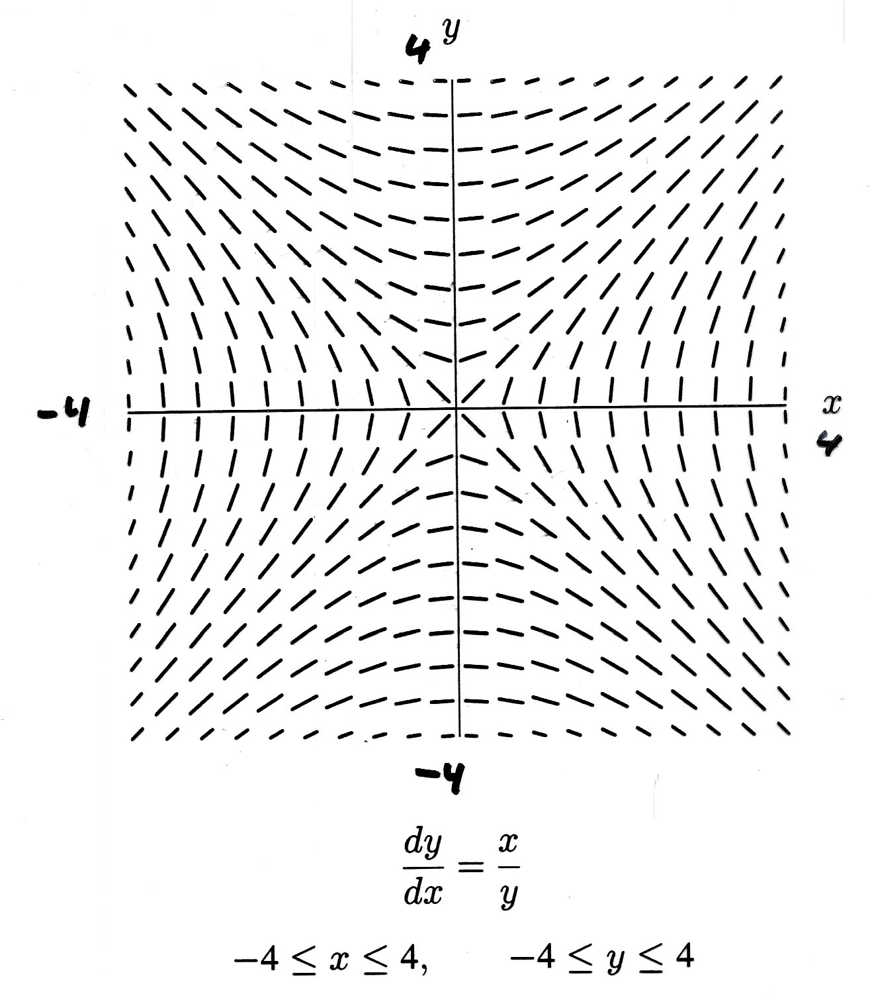 y
4
-4
x
4
-4
dy/dx = x/y
−4 ≤ x ≤ 4, −4 ≤ y ≤ 4